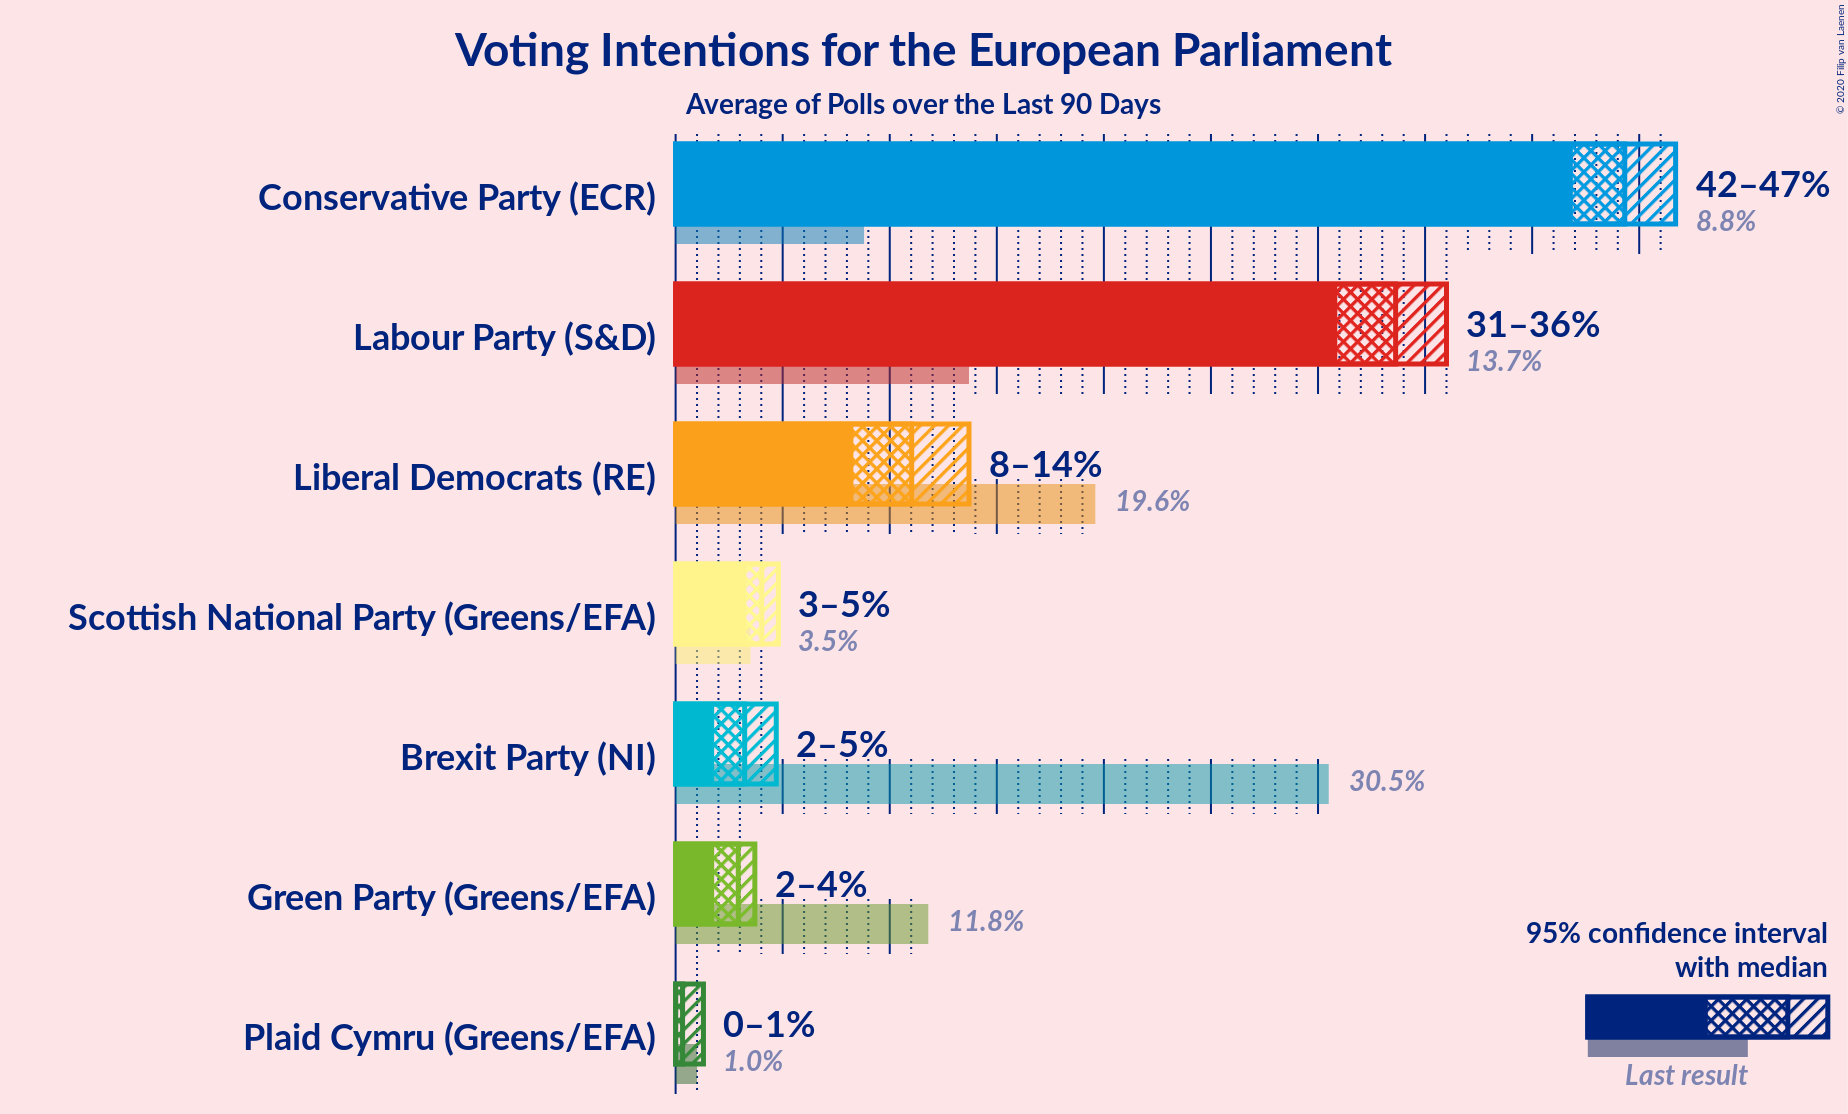 Voting Intentions for the European Parliament
Average of Polls over the Last 90 Days
© 2020 Filip van Laenen
Conservative Party (ECR)
42–47%
8.8%
Labour Party (S&D)
31–36%
13.7%
Liberal Democrats (RE)
8–14%
19.6%
Scottish National Party (Greens/EFA)
3–5%
3.5%
Brexit Party (NI)
2–5%
30.5%
Green Party (Greens/EFA)
2–4%
11.8%
Plaid Cymru (Greens/EFA)
0–1%
1.0%
95% confidence interval
with median
Last result